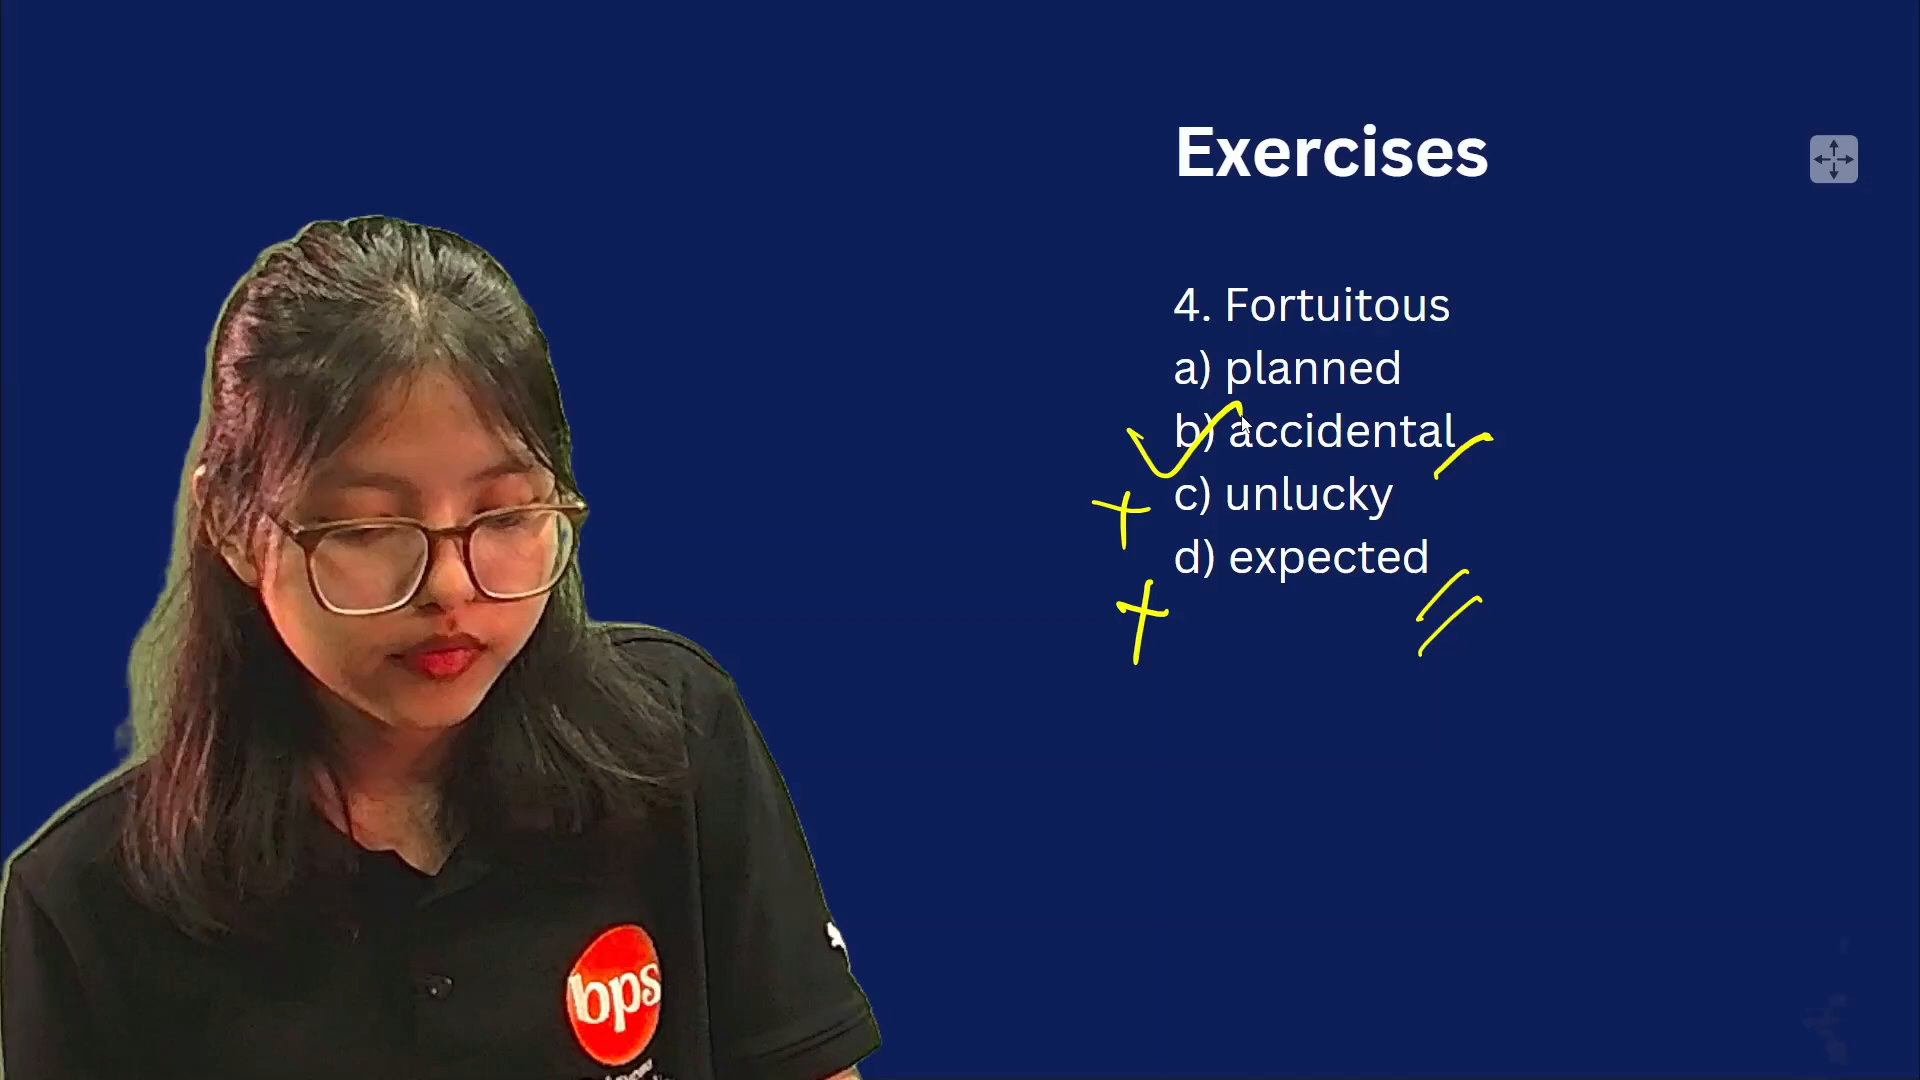 Exercises
4. Fortuitous
a) planned
b) accidental
c) unlucky
d) expected
bps